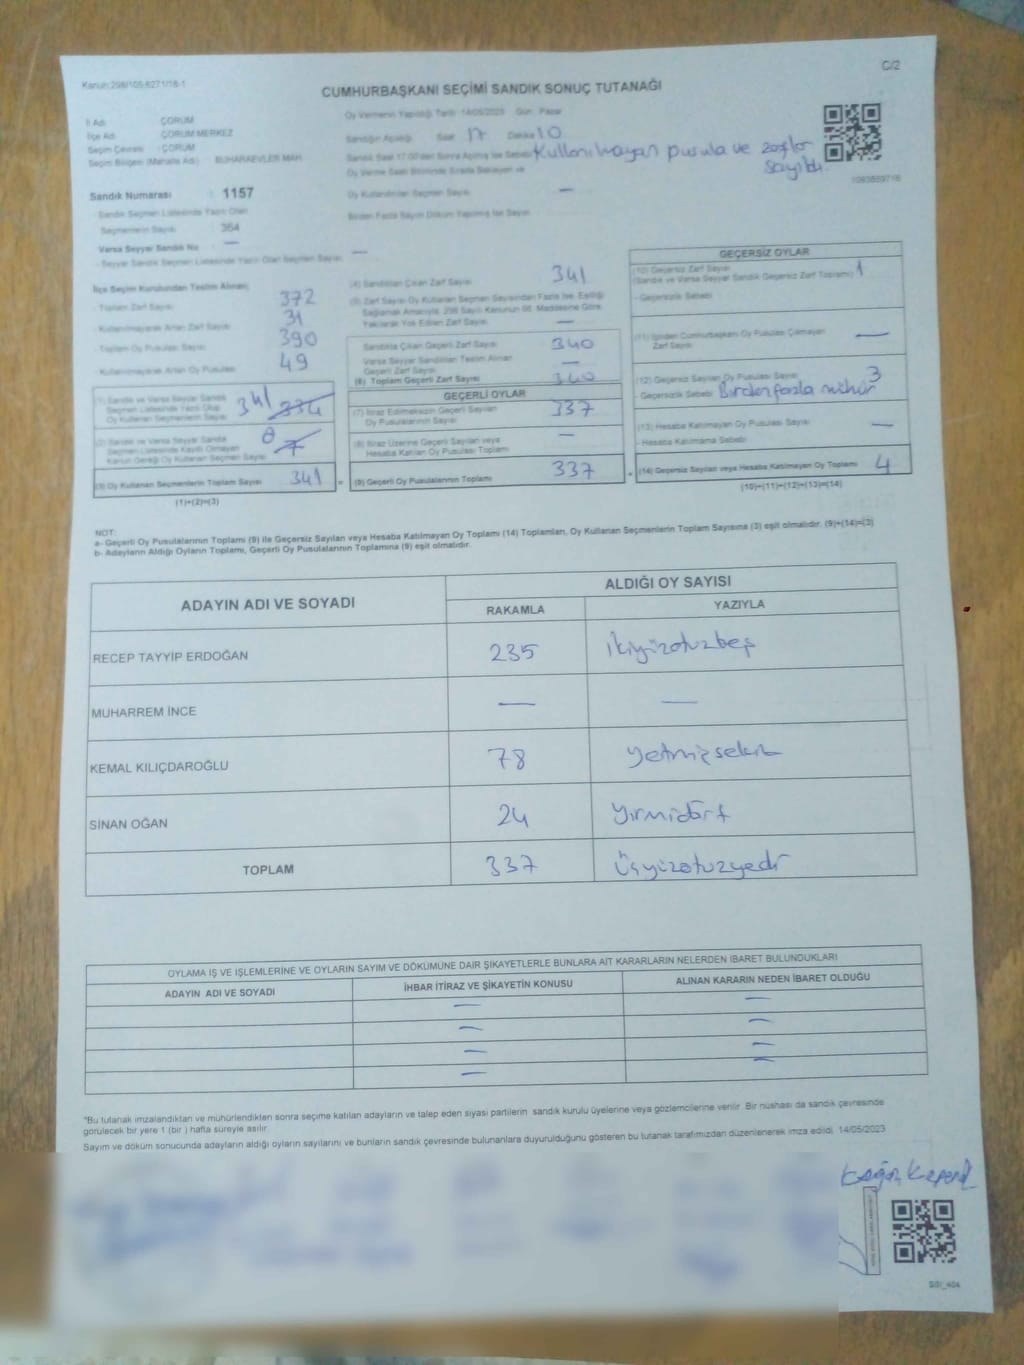 Kanun:298/105-6271/18-1
C/2
CUMHURBAŞKANI SEÇİMİ SANDIK SONUÇ TUTANAĞI
İl Adı : ÇORUM
İlçe Adı : ÇORUM MERKEZ
Seçim Çevresi : ÇORUM
Seçim Bölgesi (Mahalle Adı) : BUHARAEVLER MAH.
Oy Vermenin Yapıldığı Tarih :14/05/2023 Gün : Pazar
Sandığın Açıldığı Saat 17 Dakika 10
Sandık Saat 17:00'den Sonra Açılmış İse Sebebi Kullanılmayan pusula ve zarflar sayıldı
Oy Verme Saati Bitiminde Sırada Bekleyen ve
Oy Kullandırılan Seçmen Sayısı —
Birden Fazla Sayım Döküm Yapılmış İse Sayısı
Sandık Numarası : 1157
- Sandık Seçmen Listesinde Yazılı Olan
Seçmenlerin Sayısı : 364
Varsa Seyyar Sandık No : —
- Seyyar Sandık Seçmen Listesinde Yazılı Olan Seçmen Sayısı —
İlçe Seçim Kurulundan Teslim Alınan
- Toplam Zarf Sayısı 372
- Kullanılmayarak Artan Zarf Sayısı 31
- Toplam Oy Pusulası Sayısı 390
- Kullanılmayarak Artan Oy Pusulası 49
(1) Sandık ve Varsa Seyyar Sandık
Seçmen Listesinde Yazılı Olup
Oy Kullanan Seçmenlerin Sayısı 341 334
(2) Sandık ve Varsa Seyyar Sandık
Seçmen Listesinde Kayıtlı Olmayan
Kanun Gereği Oy Kullanan Seçmen Sayısı 0 7
(3) Oy Kullanan Seçmenlerin Toplam Sayısı 341
(1)+(2)=(3)
(4) Sandıktan Çıkan Zarf Sayısı 341
(5) Zarf Sayısı Oy Kullanan Seçmen Sayısından Fazla İse, Eşitliği
Sağlamak Amacıyla, 298 Sayılı Kanunun 98. Maddesine Göre
Yakılarak Yok Edilen Zarf Sayısı —
Sandıkta Çıkan Geçerli Zarf Sayısı 340
Varsa Seyyar Sandıktan Teslim Alınan
Geçerli Zarf Sayısı —
(6) Toplam Geçerli Zarf Sayısı 340
GEÇERLİ OYLAR
(7) İtiraz Edilmeksizin Geçerli Sayılan
Oy Pusulasının Sayısı 337
(8) İtiraz Üzerine Geçerli Sayılan veya
Hesaba Katılan Oy Pusulası Toplamı —
(9) Geçerli Oy Pusulalarının Toplamı 337
1093859718
GEÇERSİZ OYLAR
(10) Geçersiz Zarf Sayısı
(Sandık ve Varsa Seyyar Sandık Geçersiz Zarf Toplamı) 1
- Geçersizlik Sebebi
(11) İçinden Cumhurbaşkanı Oy Pusulası Çıkmayan
Zarf Sayısı —
(12) Geçersiz Sayılan Oy Pusulası Sayısı 3
- Geçersizlik Sebebi Birden fazla mühür
(13) Hesaba Katılmayan Oy Pusulası Sayısı —
- Hesaba Katılmama Sebebi
(14) Geçersiz Sayılan veya Hesaba Katılmayan Oy Toplamı 4
(10)+(11)+(12)+(13)=(14)
NOT:
a- Geçerli Oy Pusulalarının Toplamı (9) ile Geçersiz Sayılan veya Hesaba Katılmayan Oy Toplamı (14) Toplamları, Oy Kullanan Seçmenlerin Toplam Sayısına (3) eşit olmalıdır. (9)+(14)=(3)
b- Adayların Aldığı Oyların Toplamı, Geçerli Oy Pusulalarının Toplamına (9) eşit olmalıdır.
ADAYIN ADI VE SOYADI
ALDIĞI OY SAYISI
RAKAMLA YAZIYLA
RECEP TAYYİP ERDOĞAN 235 ikiyüzotuzbeş
MUHARREM İNCE — —
KEMAL KILIÇDAROĞLU 78 yetmişsekiz
SİNAN OĞAN 24 yirmidört
TOPLAM 337 üçyüzotuzyedi
OYLAMA İŞ VE İŞLEMLERİNE VE OYLARIN SAYIM VE DÖKÜMÜNE DAİR ŞİKAYETLERLE BUNLARA AİT KARARLARIN NELERDEN İBARET BULUNDUKLARI
ADAYIN ADI VE SOYADI İHBAR İTİRAZ VE ŞİKAYETİN KONUSU ALINAN KARARIN NEDEN İBARET OLDUĞU
— —
— —
— —
— —
"Bu tutanak imzalandıktan ve mühürlendikten sonra seçime katılan adayların ve talep eden siyasi partilerin sandık kurulu üyelerine veya gözlemcilerine verilir. Bir nüshası da sandık çevresinde
görülecek bir yere 1 (bir ) hafta süreyle asılır.
Sayım ve döküm sonucunda adayların aldığı oyların sayılarını ve bunların sandık çevresinde bulunanlara duyurulduğunu gösteren bu tutanak tarafımızdan düzenlenerek imza edildi. 14/05/2023